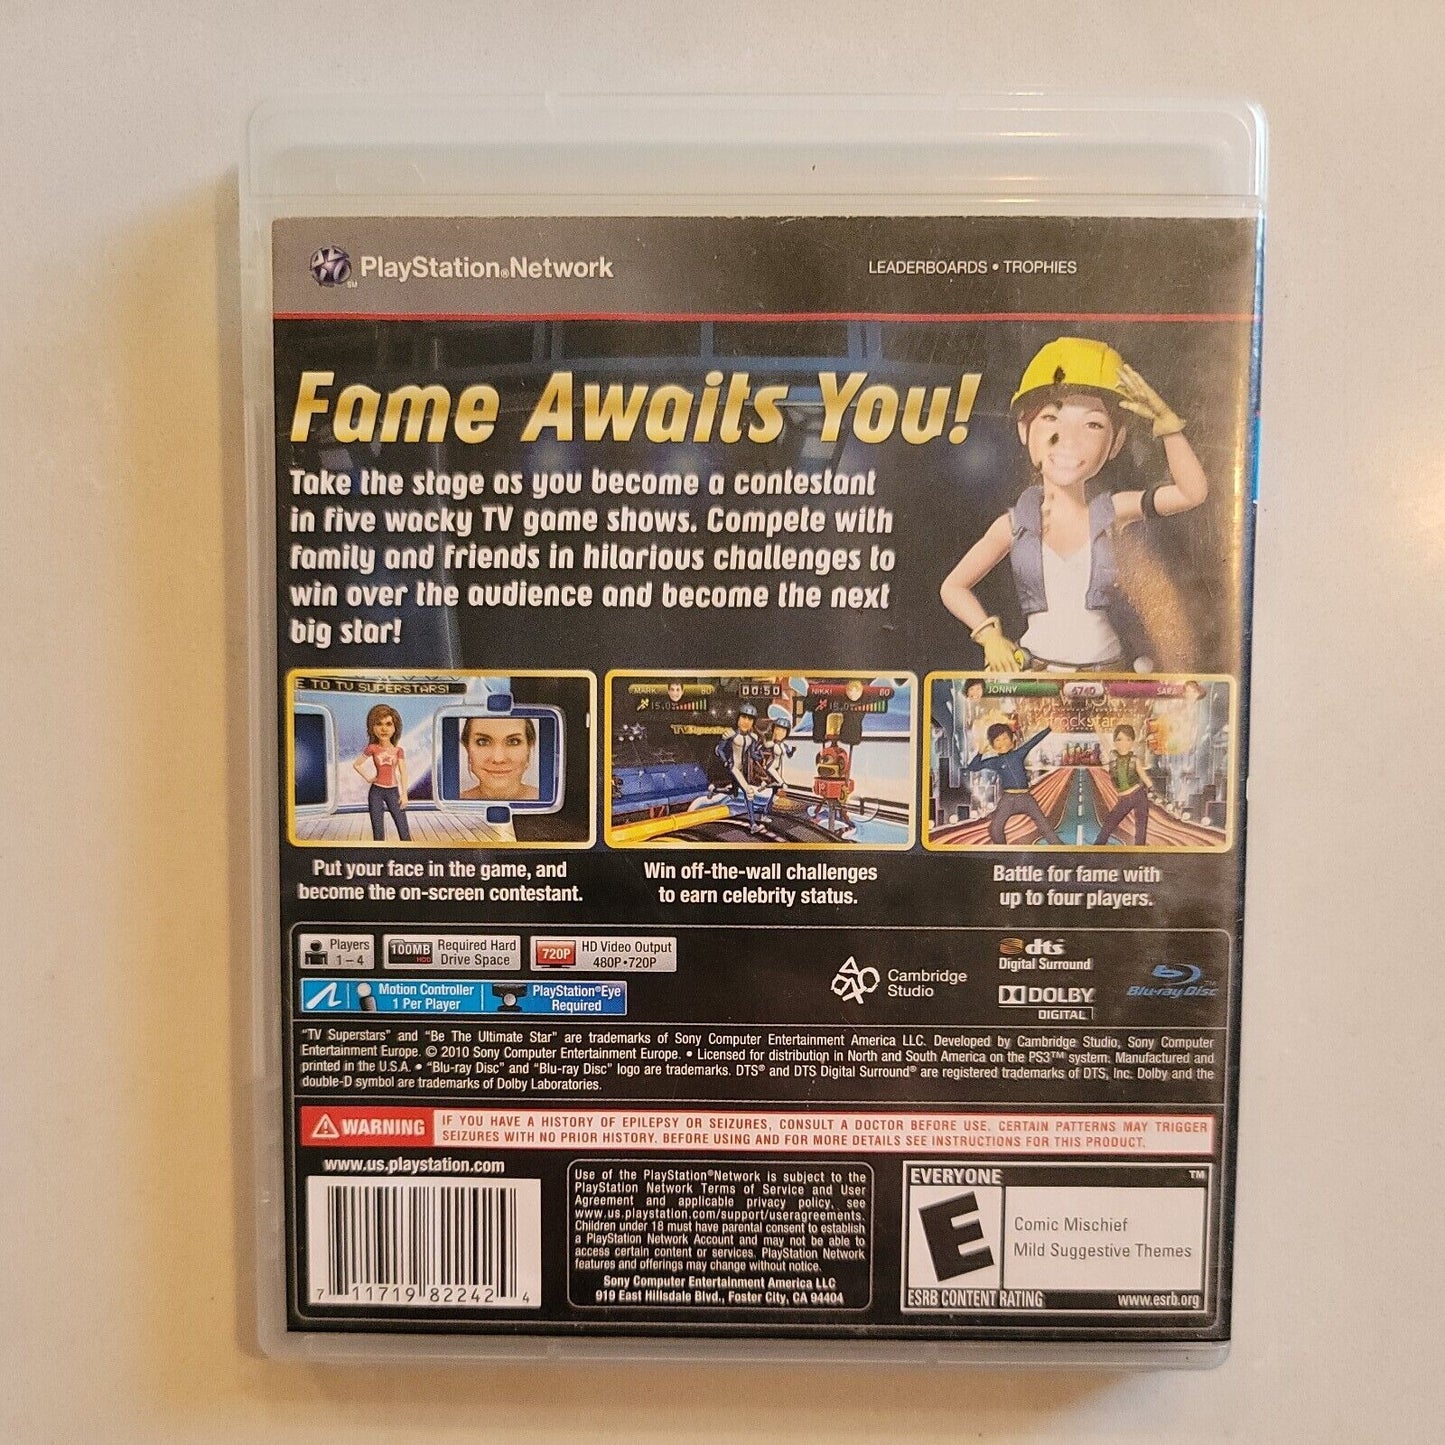 PlayStation®Network
SM
LEADERBOARDS • TROPHIES
Fame Awaits You!
Take the stage as you become a contestant
in five wacky TV game shows. Compete with
family and friends in hilarious challenges to
win over the audience and become the next
big star!
E TO TV SUPERSTARS!
MARK 80 00:50 NIKKI 80
JONNY 6740 SARA
rockstar
Put your face in the game, and
become the on-screen contestant.
Win off-the-wall challenges
to earn celebrity status.
Battle for fame with
up to four players.
Players
1–4
100MB
HDD
Required Hard
Drive Space
720P
HD Video Output
480P•720P
Motion Controller
1 Per Player
PlayStation®Eye
Required
Cambridge
Studio
dts
Digital Surround
DOLBY
DIGITAL
Blu-ray Disc
"TV Superstars" and "Be The Ultimate Star" are trademarks of Sony Computer Entertainment America LLC. Developed by Cambridge Studio, Sony Computer
Entertainment Europe. © 2010 Sony Computer Entertainment Europe. • Licensed for distribution in North and South America on the PS3™ system. Manufactured and
printed in the U.S.A. • "Blu-ray Disc" and "Blu-ray Disc" logo are trademarks. DTS® and DTS Digital Surround® are registered trademarks of DTS, Inc. Dolby and the
double-D symbol are trademarks of Dolby Laboratories.
WARNING
IF YOU HAVE A HISTORY OF EPILEPSY OR SEIZURES, CONSULT A DOCTOR BEFORE USE. CERTAIN PATTERNS MAY TRIGGER
SEIZURES WITH NO PRIOR HISTORY. BEFORE USING AND FOR MORE DETAILS SEE INSTRUCTIONS FOR THIS PRODUCT.
www.us.playstation.com
7 11719 82242 4
Use of the PlayStation®Network is subject to the
PlayStation Network Terms of Service and User
Agreement and applicable privacy policy, see
www.us.playstation.com/support/useragreements.
Children under 18 must have parental consent to establish
a PlayStation Network Account and may not be able to
access certain content or services. PlayStation Network
features and offerings may change without notice.
Sony Computer Entertainment America LLC
919 East Hillsdale Blvd., Foster City, CA 94404
EVERYONE
TM
E
Comic Mischief
Mild Suggestive Themes
ESRB CONTENT RATING
www.esrb.org